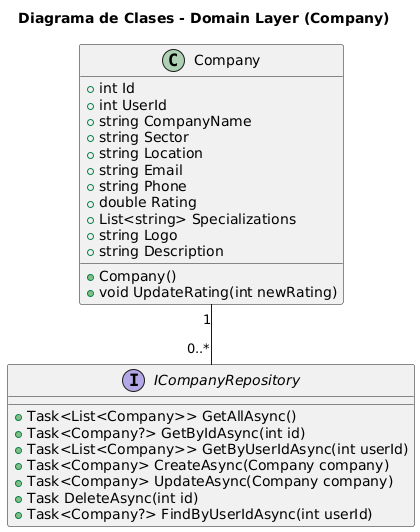 Diagrama de Clases - Domain Layer (Company)
C Company
int Id
int UserId
string CompanyName
string Sector
string Location
string Email
string Phone
double Rating
List<string> Specializations
string Logo
string Description
Company()
void UpdateRating(int newRating)
1
0..*
I ICompanyRepository
Task<List<Company>> GetAllAsync()
Task<Company?> GetByIdAsync(int id)
Task<List<Company>> GetByUserIdAsync(int userId)
Task<Company> CreateAsync(Company company)
Task<Company> UpdateAsync(Company company)
Task DeleteAsync(int id)
Task<Company?> FindByUserIdAsync(int userId)